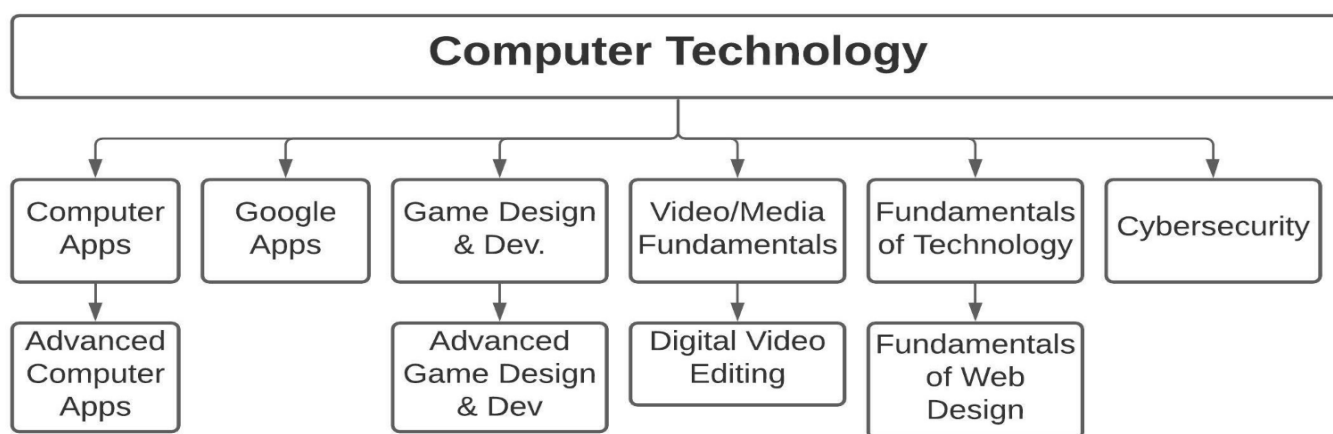 Computer Technology
Computer
Apps
Google
Apps
Game Design
& Dev.
Video/Media
Fundamentals
Fundamentals
of Technology
Cybersecurity
Advanced
Computer
Apps
Advanced
Game Design
& Dev
Digital Video
Editing
Fundamentals
of Web
Design